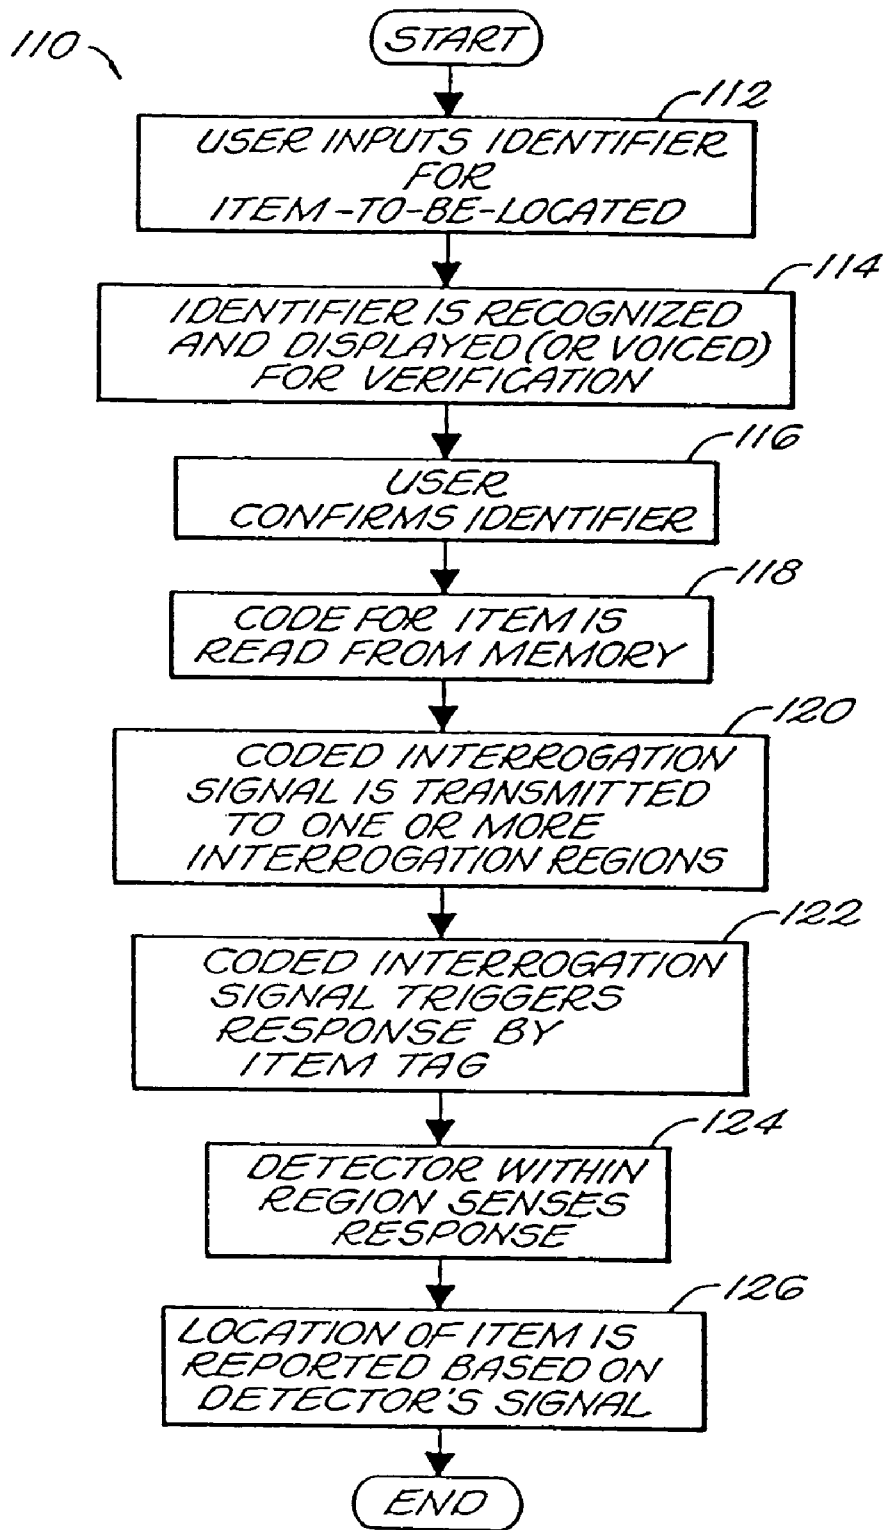 110
START
112
USER INPUTS IDENTIFIER
FOR
ITEM-TO-BE-LOCATED
114
IDENTIFIER IS RECOGNIZED
AND DISPLAYED (OR VOICED)
FOR VERIFICATION
116
USER
CONFIRMS IDENTIFIER
118
CODE FOR ITEM IS
READ FROM MEMORY
120
CODED INTERROGATION
SIGNAL IS TRANSMITTED
TO ONE OR MORE
INTERROGATION REGIONS
122
CODED INTERROGATION
SIGNAL TRIGGERS
RESPONSE BY
ITEM TAG
124
DETECTOR WITHIN
REGION SENSES
RESPONSE
126
LOCATION OF ITEM IS
REPORTED BASED ON
DETECTOR'S SIGNAL
END